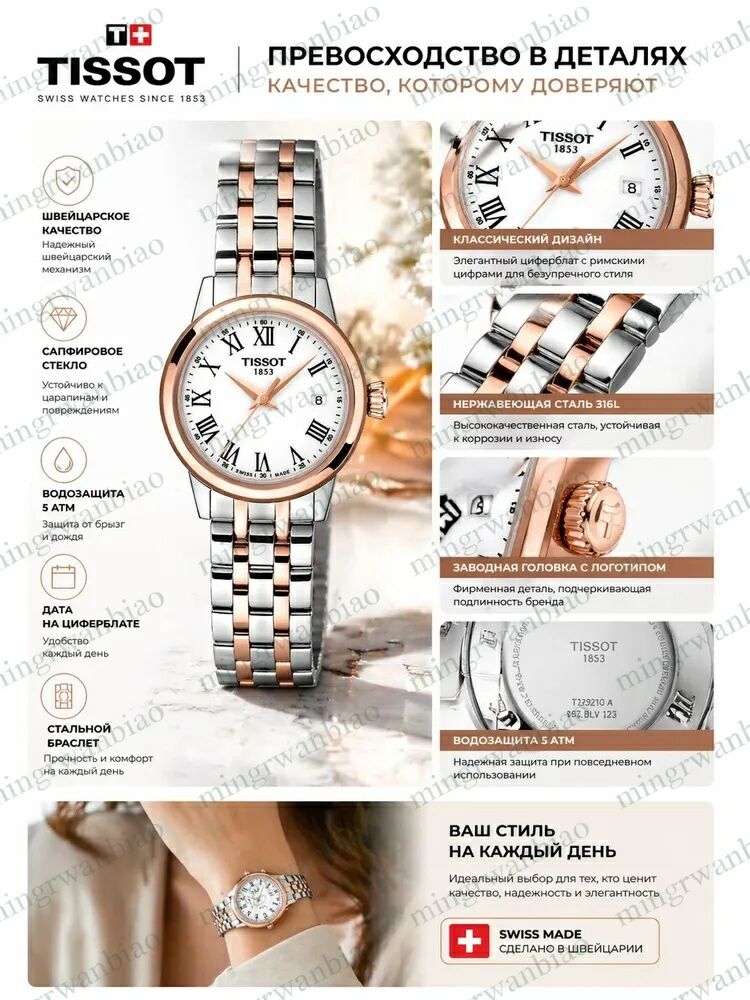 TISSOT
SWISS WATCHES SINCE 1853
ПРЕВОСХОДСТВО В ДЕТАЛЯХ
КАЧЕСТВО, КОТОРОМУ ДОВЕРЯЮТ
ШВЕЙЦАРСКОЕ
КАЧЕСТВО
Надежный
швейцарский
механизм
САПФИРОВОЕ
СТЕКЛО
Устойчиво к
царапинам и
повреждениям
ВОДОЗАЩИТА
5 АТМ
Защита от брызг
и дождя
ДАТА
НА ЦИФЕРБЛАТЕ
Удобство
каждый день
СТАЛЬНОЙ
БРАСЛЕТ
Прочность и комфорт
на каждый день
XII
TISSOT
1853
8
SWISS MADE
TISSOT
1853
8
КЛАССИЧЕСКИЙ ДИЗАЙН
Элегантный циферблат с римскими
цифрами для безупречного стиля
НЕРЖАВЕЮЩАЯ СТАЛЬ 316L
Высококачественная сталь, устойчивая
к коррозии и износу
ЗАВОДНАЯ ГОЛОВКА С ЛОГОТИПОМ
Фирменная деталь, подчеркивающая
подлинность бренда
TISSOT
1853
ВОДОЗАЩИТА 5 АТМ
Надежная защита при повседневном
использовании
ВАШ СТИЛЬ
НА КАЖДЫЙ ДЕНЬ
Идеальный выбор для тех, кто ценит
качество, надежность и элегантность
SWISS MADE
СДЕЛАНО В ШВЕЙЦАРИИ
mingrwanbiao